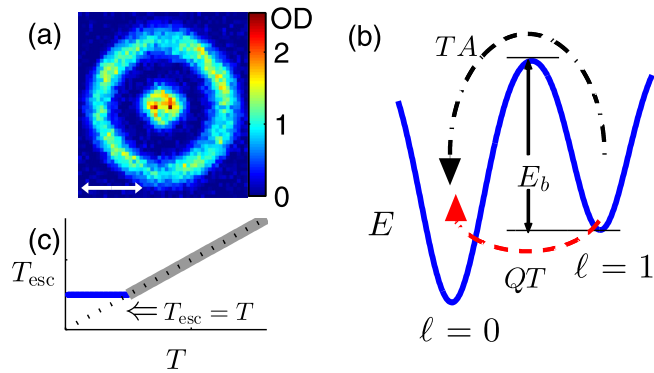 (a)
OD
2
1
0
(b)
TA
E_b
E
QT
ℓ = 1
ℓ = 0
(c)
T_esc
⇐ T_esc = T
T